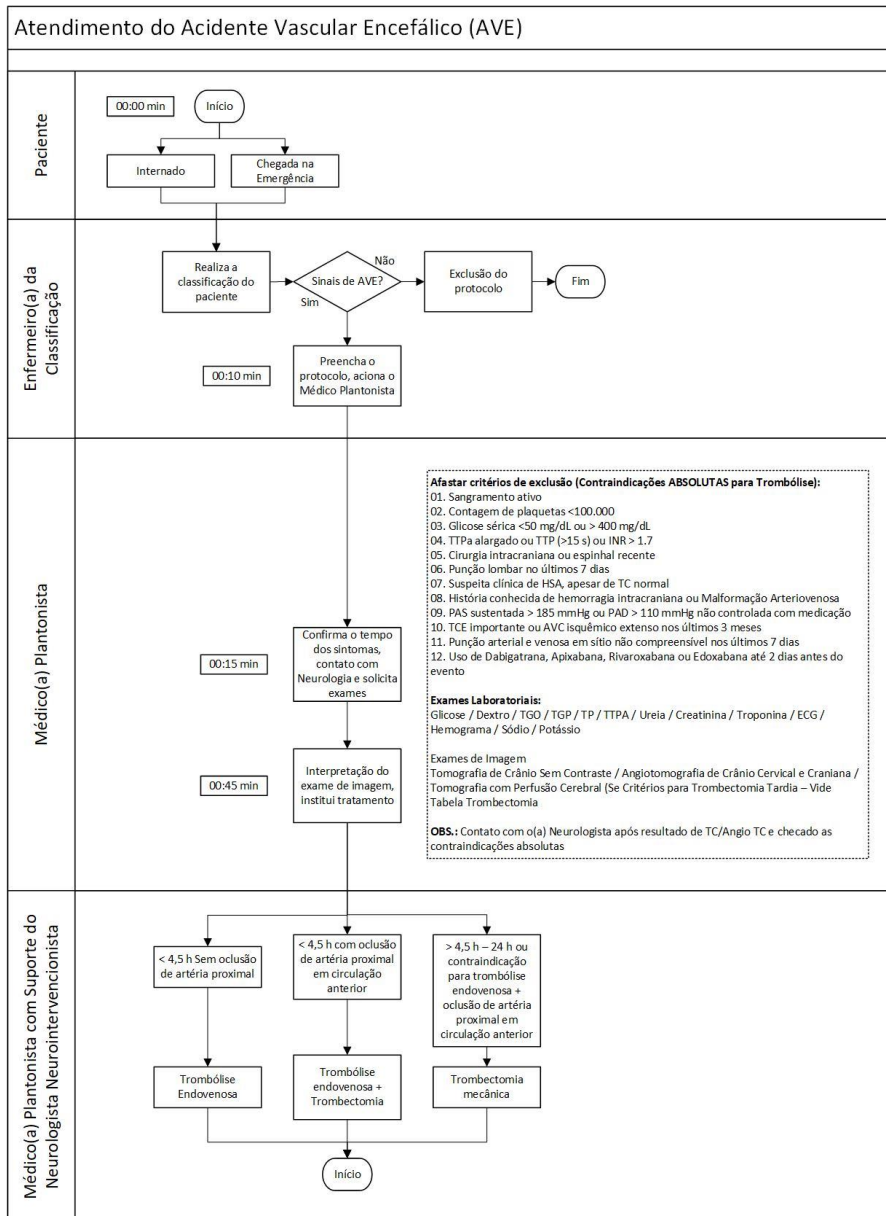 Atendimento do Acidente Vascular Encefálico (AVE)
Paciente
00:00 min
Início
Internado
Chegada na
Emergência
Enfermeiro(a) da
Classificação
Realiza a
classificação do
paciente
Sinais de AVE?
Não
Sim
Exclusão do
protocolo
Fim
00:10 min
Preencha o
protocolo, aciona o
Médico Plantonista
Médico(a) Plantonista
00:15 min
Confirma o tempo
dos sintomas,
contato com
Neurologia e solicita
exames
00:45 min
Interpretação do
exame de imagem,
institui tratamento
Afastar critérios de exclusão (Contraindicações ABSOLUTAS para Trombólise):
01. Sangramento ativo
02. Contagem de plaquetas <100.000
03. Glicose sérica <50 mg/dL ou > 400 mg/dL
04. TTPa alargado ou TTP (>15 s) ou INR > 1.7
05. Cirurgia intracraniana ou espinhal recente
06. Punção lombar no últimos 7 dias
07. Suspeita clínica de HSA, apesar de TC normal
08. História conhecida de hemorragia intracraniana ou Malformação Arteriovenosa
09. PAS sustentada > 185 mmHg ou PAD > 110 mmHg não controlada com medicação
10. TCE importante ou AVC isquêmico extenso nos últimos 3 meses
11. Punção arterial e venosa em sítio não compreensível nos últimos 7 dias
12. Uso de Dabigatrana, Apixabana, Rivaroxabana ou Edoxabana até 2 dias antes do
evento
Exames Laboratoriais:
Glicose / Dextro / TGO / TGP / TP / TTPA / Ureia / Creatinina / Troponina / ECG /
Hemograma / Sódio / Potássio
Exames de Imagem
Tomografia de Crânio Sem Contraste / Angiotomografia de Crânio Cervical e Craniana /
Tomografia com Perfusão Cerebral (Se Critérios para Trombectomia Tardia – Vide
Tabela Trombectomia
OBS.: Contato com o(a) Neurologista após resultado de TC/Angio TC e checado as
contraindicações absolutas
Médico(a) Plantonista com Suporte do
Neurologista Neurointervencionista
< 4,5 h Sem oclusão
de artéria proximal
< 4,5 h com oclusão
de artéria proximal
em circulação
anterior
> 4,5 h – 24 h ou
contraindicação
para trombólise
endovenosa +
oclusão de artéria
proximal em
circulação anterior
Trombólise
Endovenosa
Trombólise
endovenosa +
Trombectomia
Trombectomia
mecânica
Início